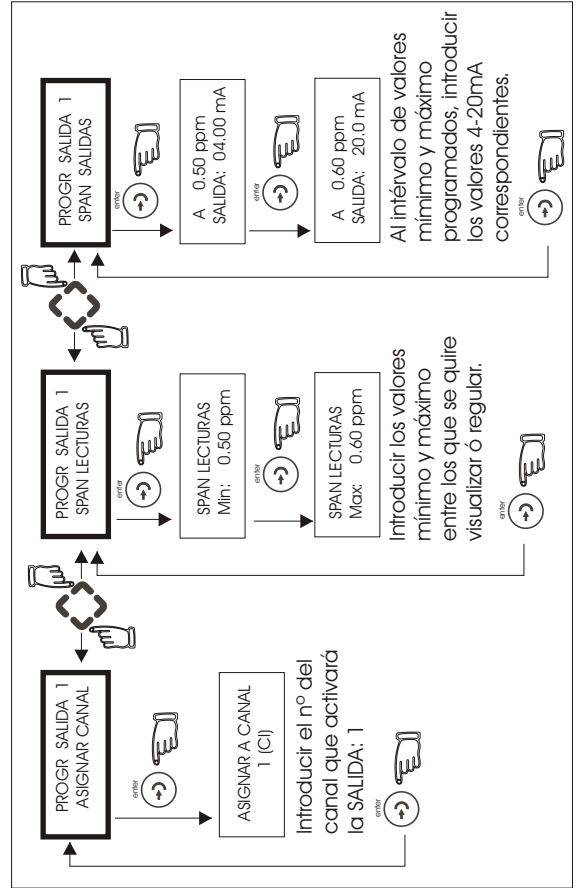 PROGR SALIDA 1
ASIGNAR CANAL
enter
ASIGNAR A CANAL
1 (Cl)
Introducir el nº del
canal que activará
la SALIDA: 1
enter
PROGR SALIDA 1
SPAN LECTURAS
enter
SPAN LECTURAS
Min: 0.50 ppm
enter
SPAN LECTURAS
Max: 0.60 ppm
Introducir los valores
mínimo y máximo
entre los que se quire
visualizar ó regular.
enter
PROGR SALIDA 1
SPAN SALIDAS
enter
A 0.50 ppm
SALIDA: 04.00 mA
enter
A 0.60 ppm
SALIDA: 20.0 mA
Al intérvalo de valores
mímimo y máximo
programados, introducir
los valores 4-20mA
correspondientes.
enter